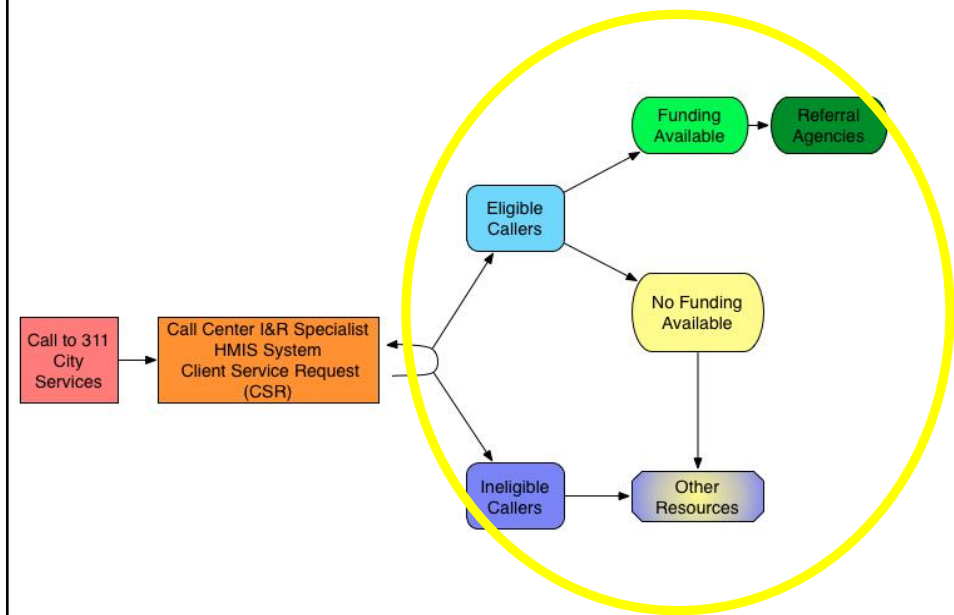 Funding
Available
Referral
Agencies
Eligible
Callers
No Funding
Available
Call to 311
City
Services
Call Center I&R Specialist
HMIS System
Client Service Request
(CSR)
Ineligible
Callers
Other
Resources